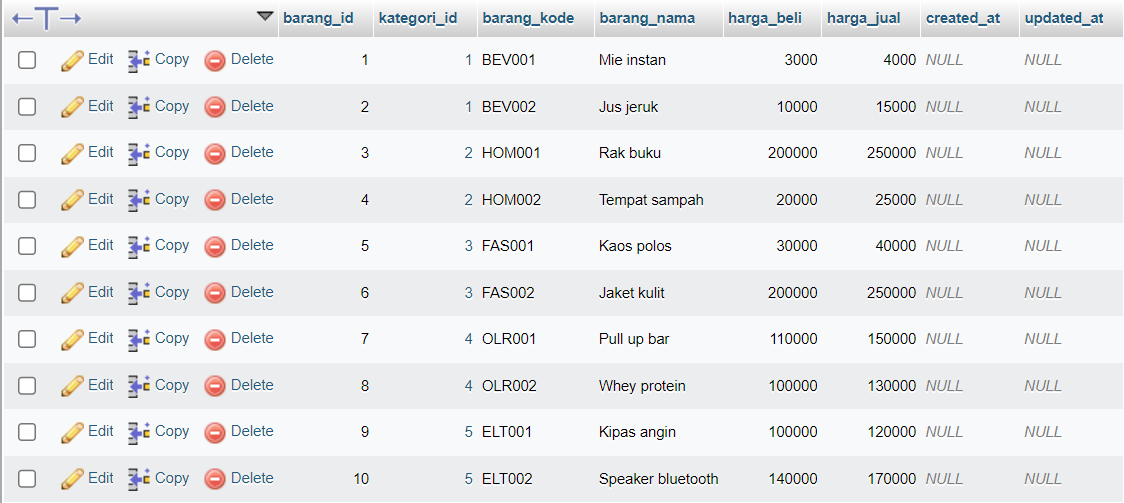 barang_id kategori_id barang_kode barang_nama harga_beli harga_jual created_at updated_at
Edit Copy Delete 1 1 BEV001 Mie instan 3000 4000 NULL NULL
Edit Copy Delete 2 1 BEV002 Jus jeruk 10000 15000 NULL NULL
Edit Copy Delete 3 2 HOM001 Rak buku 200000 250000 NULL NULL
Edit Copy Delete 4 2 HOM002 Tempat sampah 20000 25000 NULL NULL
Edit Copy Delete 5 3 FAS001 Kaos polos 30000 40000 NULL NULL
Edit Copy Delete 6 3 FAS002 Jaket kulit 200000 250000 NULL NULL
Edit Copy Delete 7 4 OLR001 Pull up bar 110000 150000 NULL NULL
Edit Copy Delete 8 4 OLR002 Whey protein 100000 130000 NULL NULL
Edit Copy Delete 9 5 ELT001 Kipas angin 100000 120000 NULL NULL
Edit Copy Delete 10 5 ELT002 Speaker bluetooth 140000 170000 NULL NULL